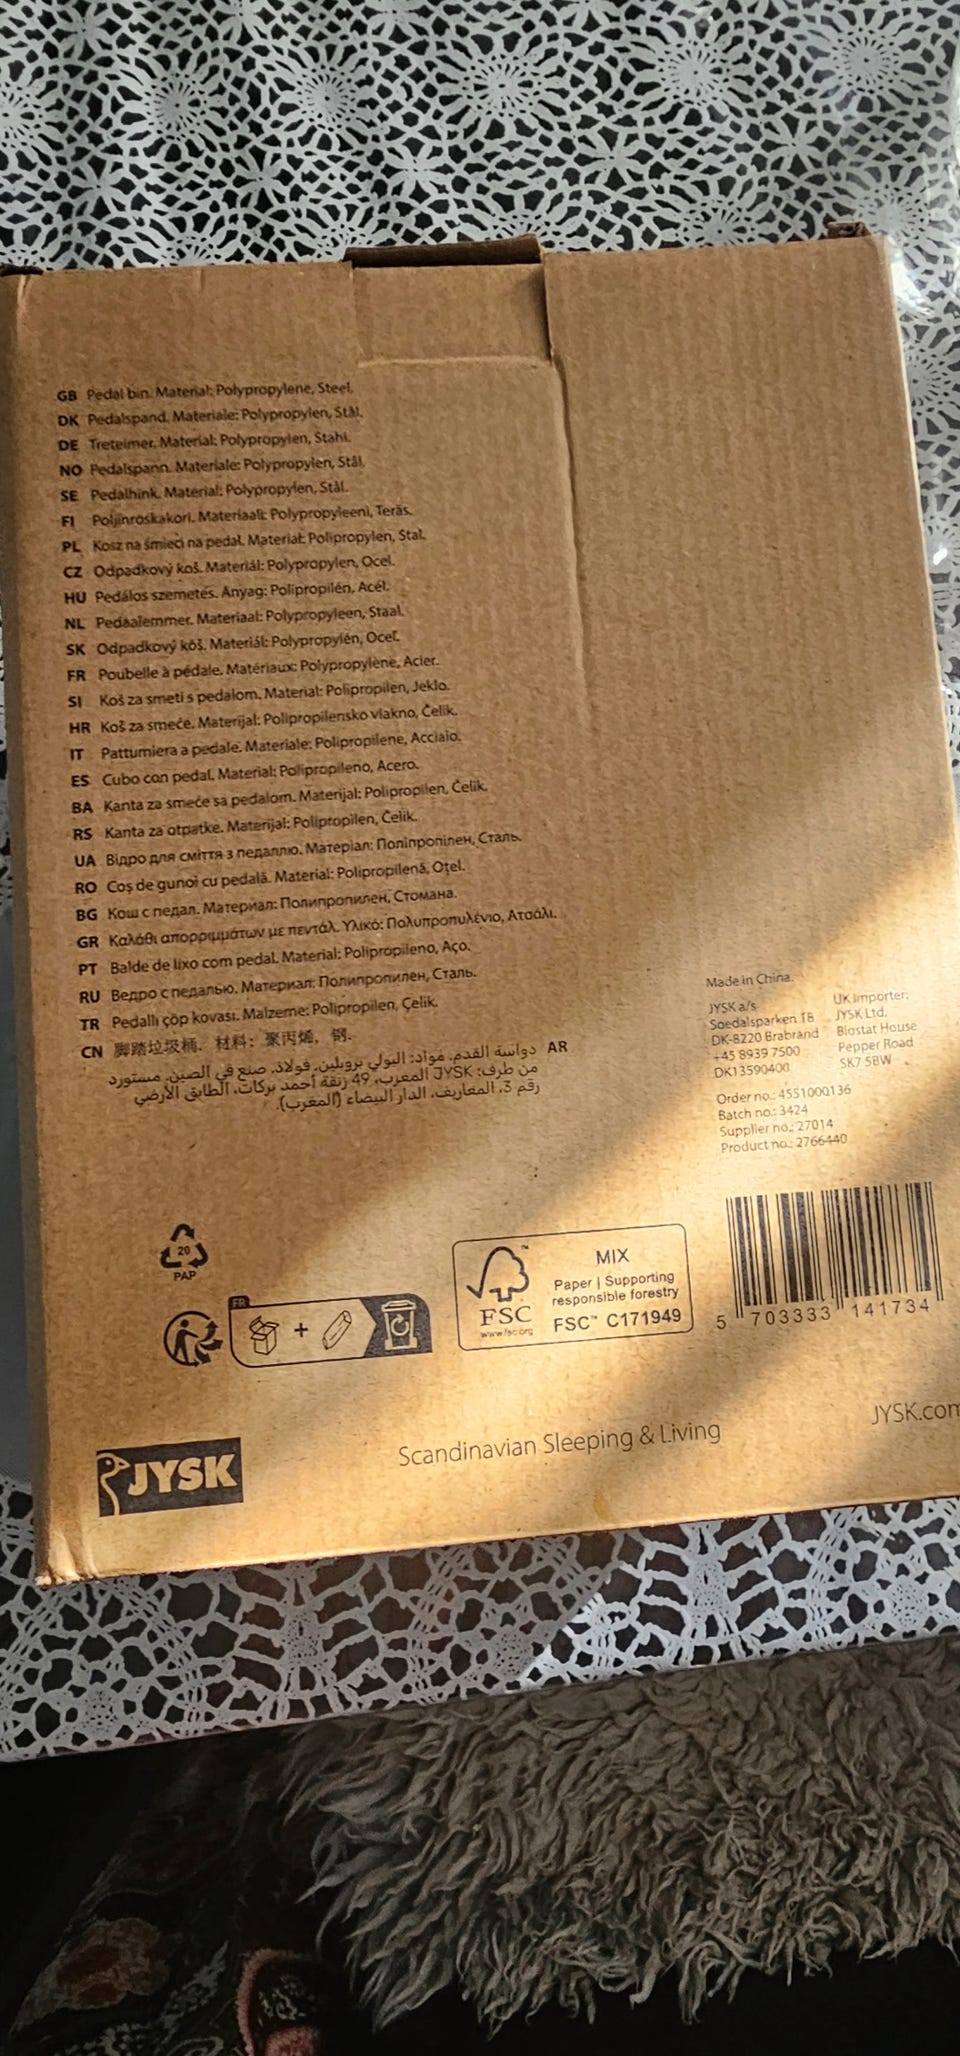 GB Pedal bin. Material: Polypropylene, Steel.
DK Pedalspand. Materiale: Polypropylen, Stål.
DE Treteimer. Material: Polypropylen, Stahl.
NO Pedalspann. Materiale: Polypropylen, Stål.
SE Pedalhink. Material: Polypropylen, Stål.
FI Poljinroskakori. Materiaali: Polypropyleeni, Teräs.
PL Kosz na śmieci na pedał. Materiał: Polipropylen, Stal.
CZ Odpadkový koš. Materiál: Polypropylen, Ocel.
HU Pedálos szemetes. Anyag: Polipropilén, Acél.
NL Pedaalemmer. Materiaal: Polypropyleen, Staal.
SK Odpadkový kôš. Materiál: Polypropylén, Oceľ.
FR Poubelle à pédale. Matériaux: Polypropylène, Acier.
SI Koš za smeti s pedalom. Material: Polipropilen, Jeklo.
HR Koš za smeće. Materijal: Polipropilensko vlakno, Čelik.
IT Pattumiera a pedale. Materiale: Polipropilene, Acciaio.
ES Cubo con pedal. Material: Polipropileno, Acero.
BA Kanta za smeće sa pedalom. Materijal: Polipropilen, Čelik.
RS Kanta za otpatke. Materijal: Polipropilen, Čelik.
UA Відро для сміття з педаллю. Матеріал: Поліпропілен, Сталь.
RO Coș de gunoi cu pedală. Material: Polipropilenă, Oțel.
BG Кош с педал. Материал: Полипропилен, Стомана.
GR Καλάθι απορριμμάτων με πεντάλ. Υλικό: Πολυπροπυλένιο, Ατσάλι.
PT Balde de lixo com pedal. Material: Polipropileno, Aço.
RU Ведро с педалью. Материал: Полипропилен, Сталь.
TR Pedallı çöp kovası. Malzeme: Polipropilen, Çelik.
CN 脚踏垃圾桶. 材料: 聚丙烯, 钢.
AR دواسة القدم. مواد: البولي بروبلين, فولاذ. صنع في الصين. مستورد
من طرف: JYSK المغرب، 49 زنقة أحمد بركات، الطابق الأرضي
رقم 3، المعاريف، الدار البيضاء (المغرب).
Made in China.
JYSK a/s
Soedalsparken 18
DK-8220 Brabrand
+45 8939 7500
DK13590400
UK Importer:
JYSK Ltd.
Blostat House
Pepper Road
SK7 5BW
Order no.: 4551000136
Batch no.: 3424
Supplier no.: 27014
Product no.: 2766440
20
PAP
FR
+
FSC
www.fsc.org
MIX
Paper | Supporting
responsible forestry
FSC™ C171949
5 703333 141734
JYSK
Scandinavian Sleeping & Living
JYSK.com